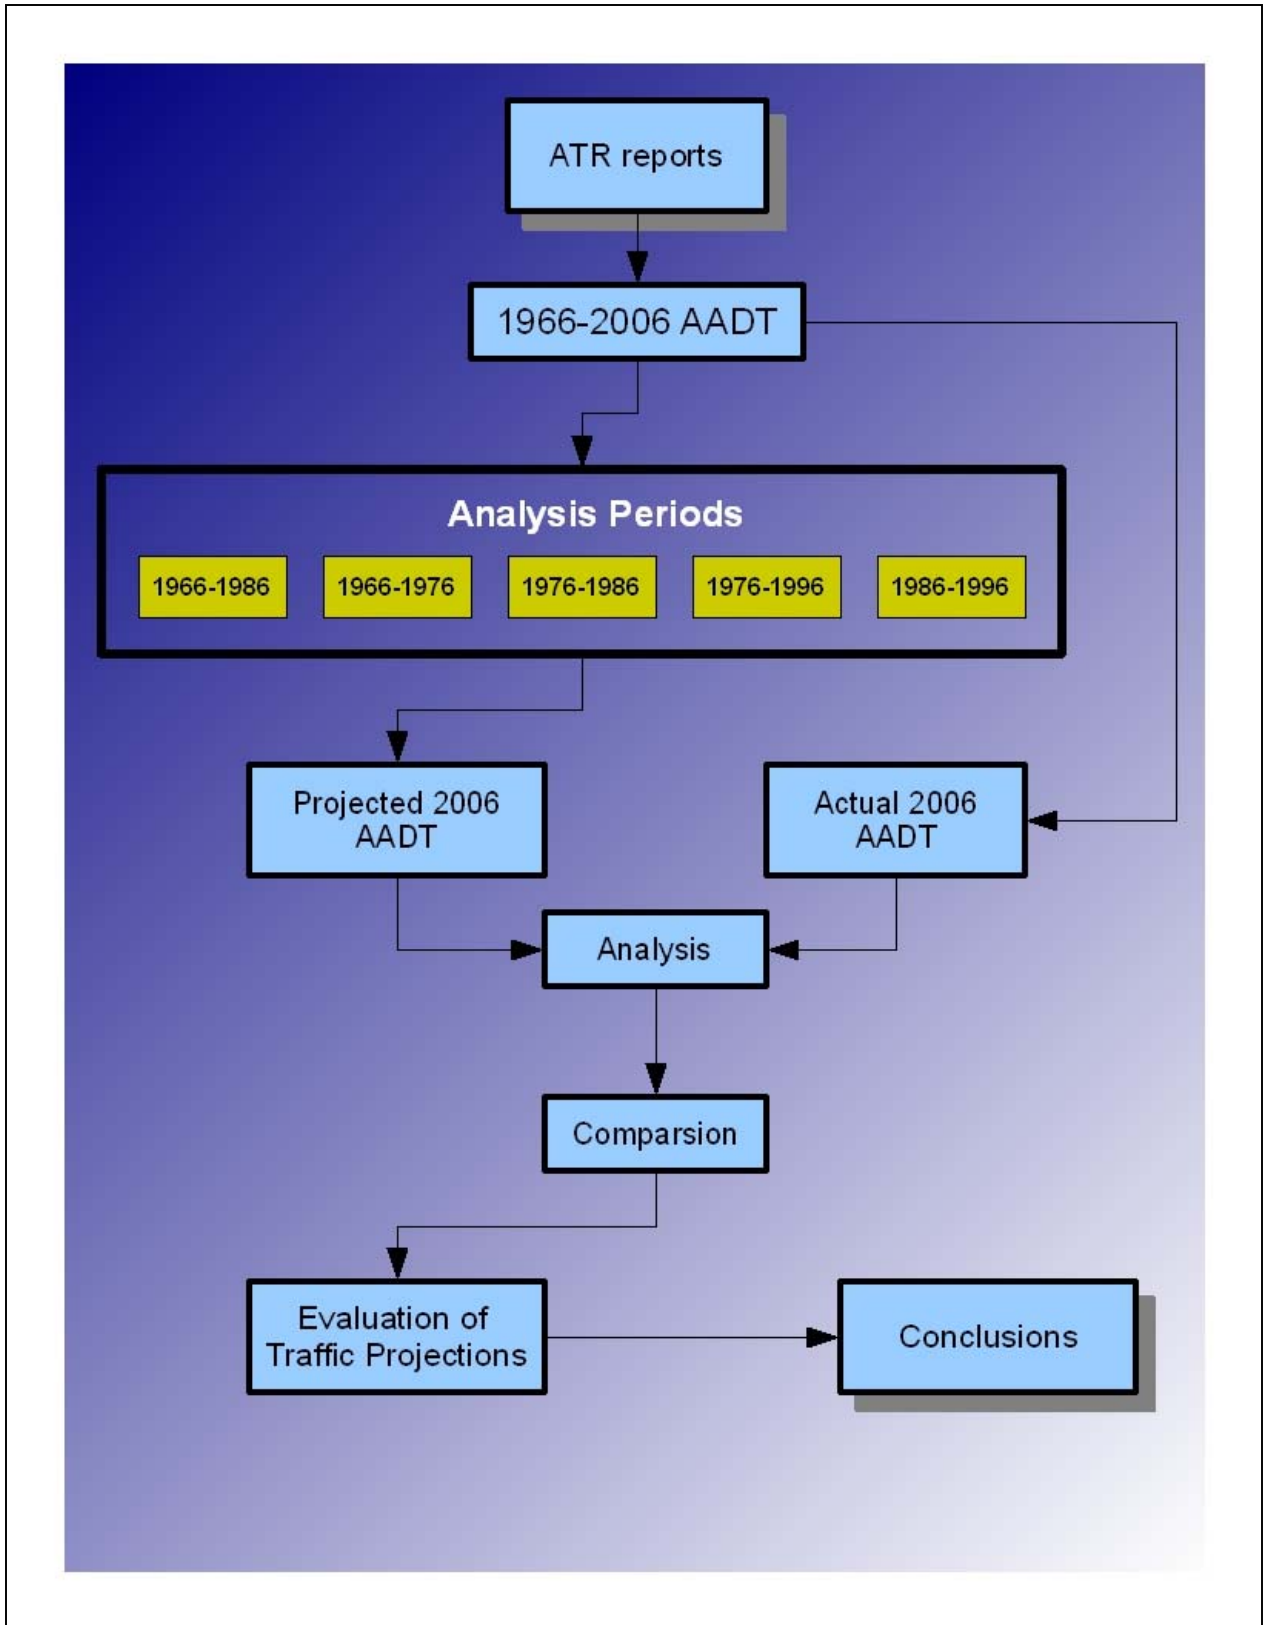 ATR reports
1966-2006 AADT
Analysis Periods
1966-1986
1966-1976
1976-1986
1976-1996
1986-1996
Projected 2006
AADT
Actual 2006
AADT
Analysis
Comparsion
Evaluation of
Traffic Projections
Conclusions